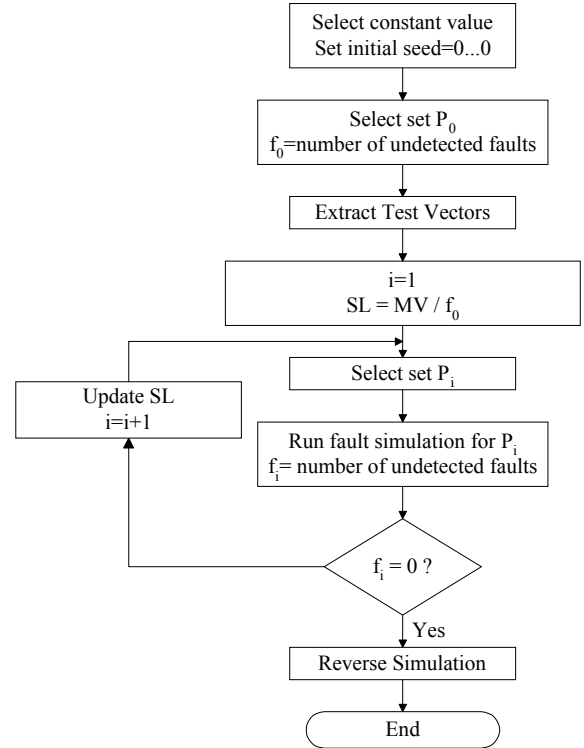 Select constant value
Set initial seed=0...0
Select set P₀
f₀=number of undetected faults
Extract Test Vectors
i=1
SL = MV / f₀
Select set Pᵢ
Update SL
i=i+1
Run fault simulation for Pᵢ
fᵢ= number of undetected faults
fᵢ = 0 ?
Yes
Reverse Simulation
End